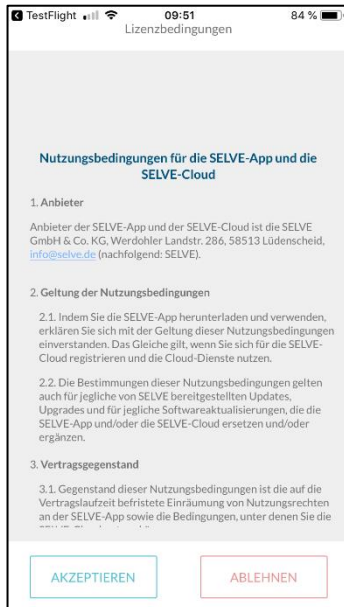 TestFlight 09:51 84 %
Lizenzbedingungen
Nutzungsbedingungen für die SELVE-App und die
SELVE-Cloud
1. Anbieter
Anbieter der SELVE-App und der SELVE-Cloud ist die SELVE
GmbH & Co. KG, Werdohler Landstr. 286, 58513 Lüdenscheid,
info@selve.de (nachfolgend: SELVE).
2. Geltung der Nutzungsbedingungen
2.1. Indem Sie die SELVE-App herunterladen und verwenden,
erklären Sie sich mit der Geltung dieser Nutzungsbedingungen
einverstanden. Das Gleiche gilt, wenn Sie sich für die SELVE-
Cloud registrieren und die Cloud-Dienste nutzen.
2.2. Die Bestimmungen dieser Nutzungsbedingungen gelten
auch für jegliche von SELVE bereitgestellten Updates,
Upgrades und für jegliche Softwareaktualisierungen, die die
SELVE-App und/oder die SELVE-Cloud ersetzen und/oder
ergänzen.
3. Vertragsgegenstand
3.1. Gegenstand dieser Nutzungsbedingungen ist die auf die
Vertragslaufzeit befristete Einräumung von Nutzungsrechten
an der SELVE-App sowie die Bedingungen, unter denen Sie die
AKZEPTIEREN
ABLEHNEN